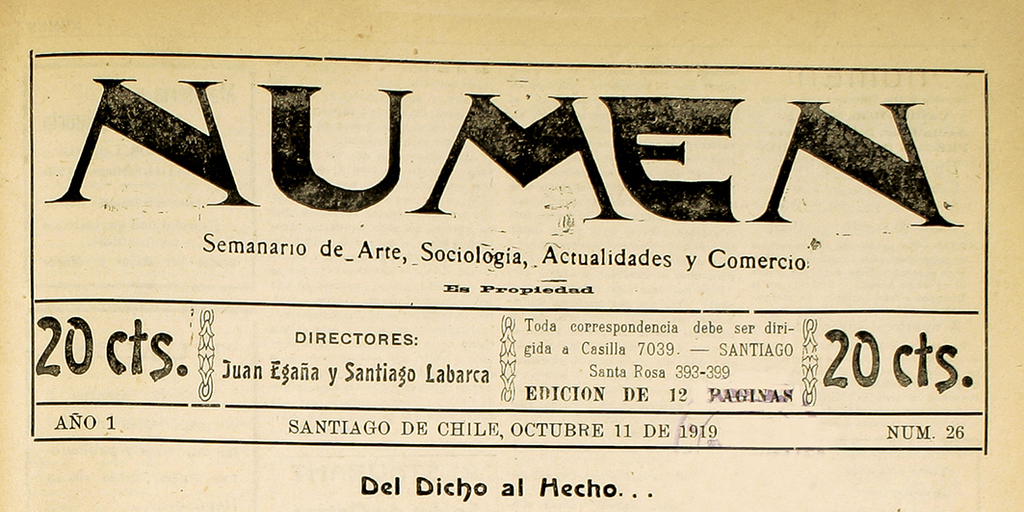 NUMEN
Semanario de Arte, Sociología, Actualidades y Comercio
Es Propiedad
20 cts.
DIRECTORES:
Juan Egaña y Santiago Labarca
Toda correspondencia debe ser diri-
gida a Casilla 7039. — SANTIAGO
Santa Rosa 393-399
EDICION DE 12 PAGINAS
20 cts.
AÑO 1
SANTIAGO DE CHILE, OCTUBRE 11 DE 1919
NUM. 26
Del Dicho al Hecho...